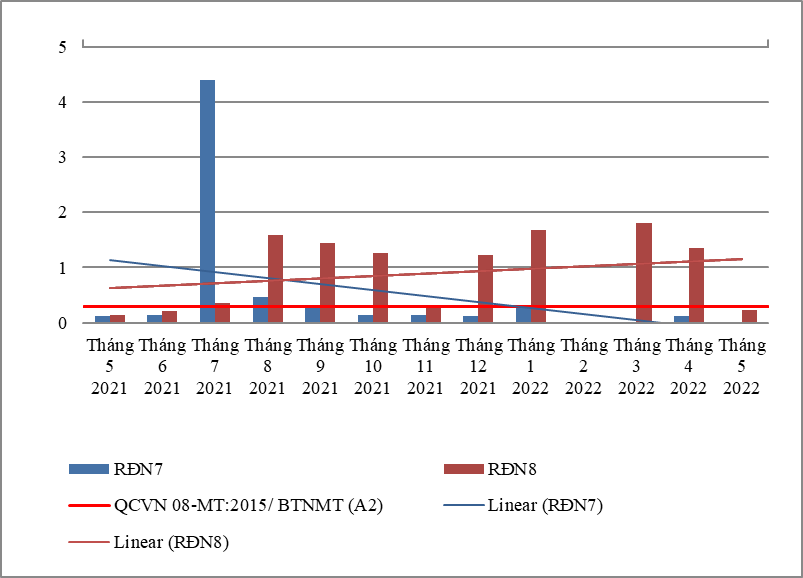 5
4
3
2
1
0
Tháng Tháng Tháng Tháng Tháng Tháng Tháng Tháng Tháng Tháng Tháng Tháng Tháng
5 6 7 8 9 10 11 12 1 2 3 4 5
2021 2021 2021 2021 2021 2021 2021 2021 2022 2022 2022 2022 2022
RĐN7 RĐN8
QCVN 08-MT:2015/ BTNMT (A2) Linear (RĐN7)
Linear (RĐN8)